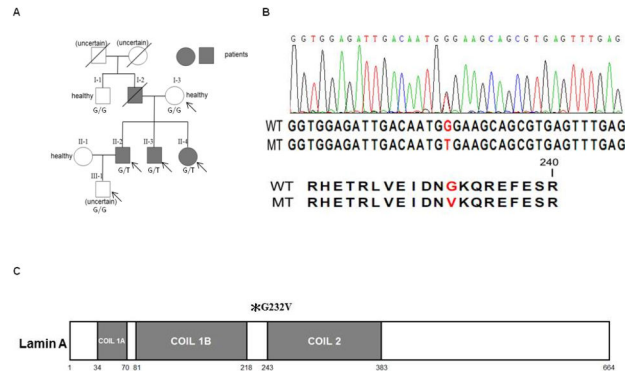 A
(uncertain) (uncertain)
patients
I-1 I-2 I-3
healthy healthy
G/G G/G
II-1 II-2 II-3 II-4
healthy
G/T G/T G/T
III-1
(uncertain)
G/G
B
G G T G G A G A T T G A C A A T G G G A A G C A G C G T G A G T T T G A G
WT GGTGGAGATTGACAATGGGAAGCAGCGTGAGTTTGAG
MT GGTGGAGATTGACAATGTGAAGCAGCGTGAGTTTGAG
240
WT RHETRLVEIDNGKQREFESR
MT RHETRLVEIDNVKQREFESR
C
*G232V
Lamin A COIL 1A COIL 1B COIL 2
1 34 70 81 218 243 383 664